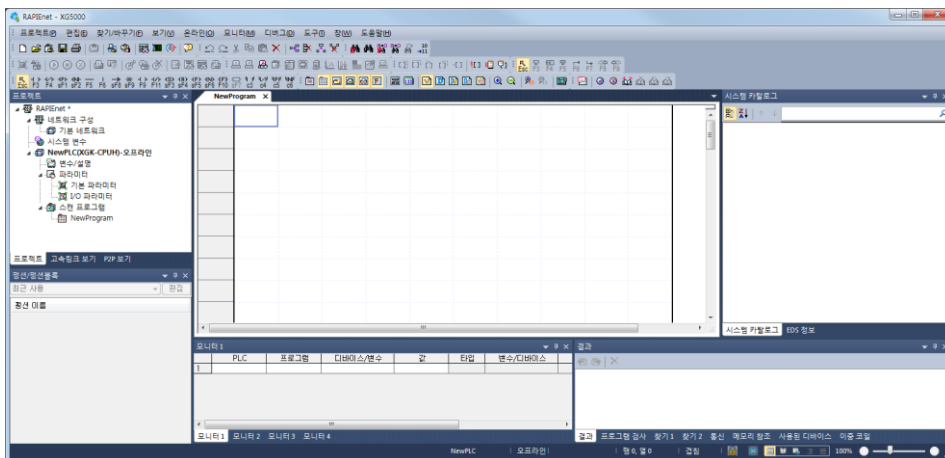 RAPIEnet - XG5000
프로젝트(P) 편집(E) 찾기/바꾸기(F) 보기(V) 온라인(O) 모니터(M) 디버그(D) 도구(T) 창(W) 도움말(H)
프로젝트
RAPIEnet *
네트워크 구성
기본 네트워크
시스템 변수
NewPLC(XGK-CPUH)-오프라인
변수/설명
파라미터
기본 파라미터
I/O 파라미터
스캔 프로그램
NewProgram
프로젝트 고속링크 보기 P2P 보기
명령/펑션블록
최근 사용 편집
펑션 이름
NewProgram
시스템 카탈로그
시스템 카탈로그 EDS 정보
모니터 1
PLC 프로그램 디바이스/변수 값 타입 변수/디바이스
1
모니터 1 모니터 2 모니터 3 모니터 4
결과
결과 프로그램 검사 찾기 1 찾기 2 통신 메모리 참조 사용된 디바이스 이중 코일
NewPLC 오프라인 행 0, 열 0 겹침 100%